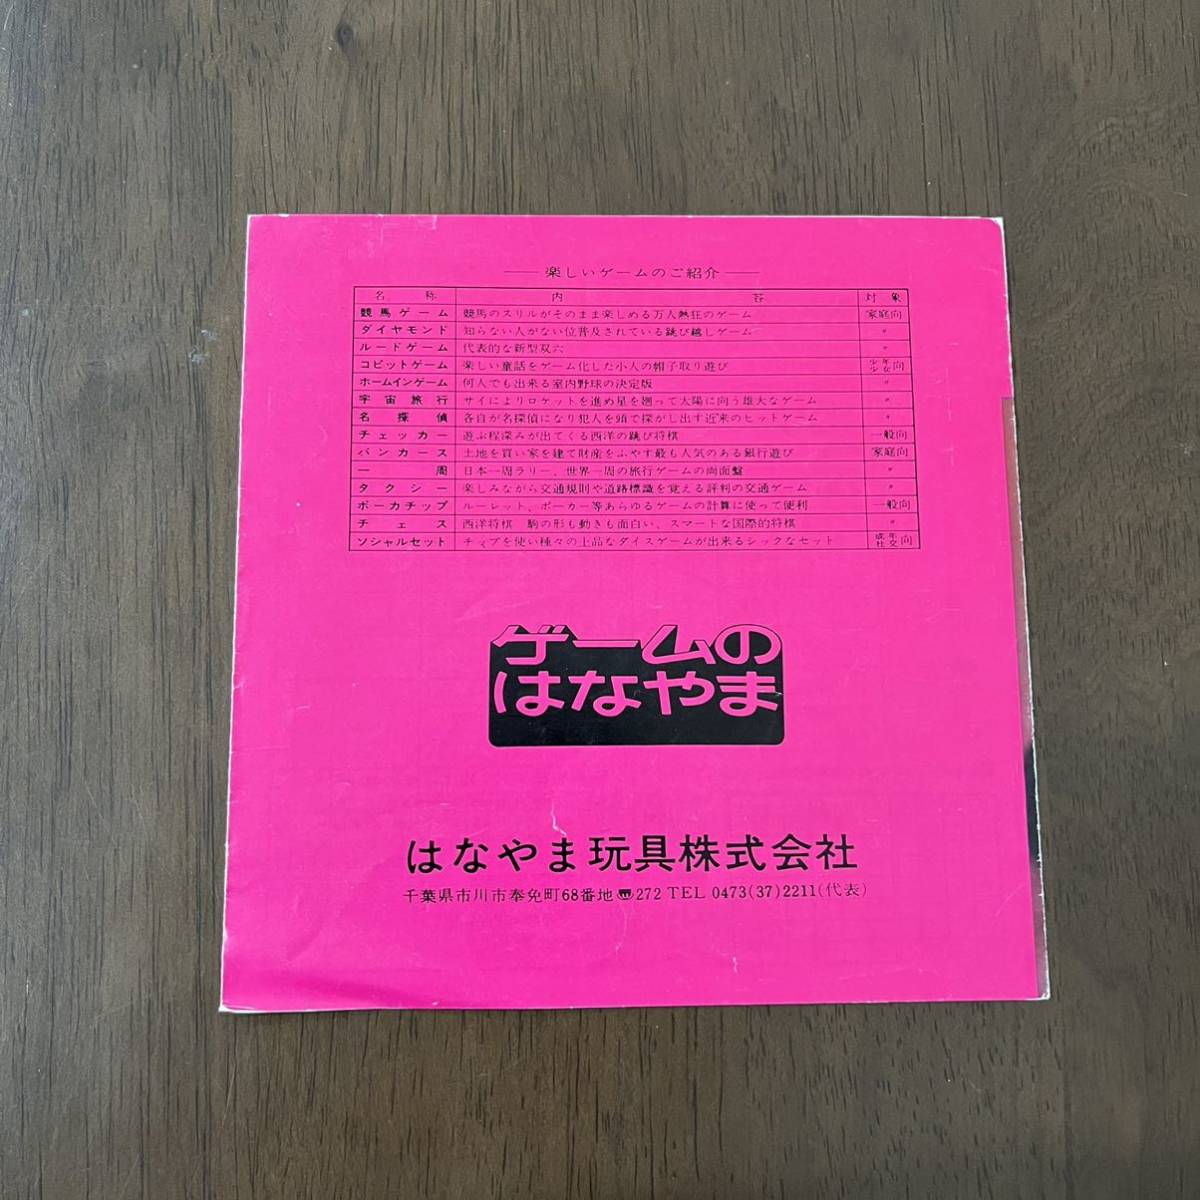 楽しいゲームのご紹介
名称 内容 対象
競馬ゲーム 競馬のスリルがそのまま楽しめる万人熱狂のゲーム 家庭向
ダイヤモンド 知らない人がない位普及されている跳び越しゲーム 〃
ルードゲーム 代表的な新型双六 〃
コビットゲーム 楽しい童話をゲーム化した小人の帽子取り遊び 少年少女向
ホームインゲーム 何人でも出来る室内野球の決定版 〃
宇宙旅行 サイによりロケットを進め星を廻って太陽に向う雄大なゲーム 〃
名探偵 各自が名探偵になり犯人を頭で探がし出す近来のヒットゲーム 〃
チェッカー 遊ぶ程深みが出てくる西洋の跳び将棋 一般向
バンカース 土地を買い家を建て財産をふやす最も人気のある銀行遊び 家庭向
一周 日本一周ラリー、世界一周の旅行ゲームの両面盤 〃
タクシー 楽しみながら交通規則や道路標識を覚える評判の交通ゲーム 〃
ポーカチップ ルーレット、ポーカー等あらゆるゲームの計算に使って便利 一般向
チェス 西洋将棋 駒の形も動きも面白い、スマートな国際的将棋 〃
ソシャルセット チップを使い種々の上品なダイスゲームが出来るシックなセット 成年社交向
ゲームの
はなやま
はなやま玩具株式会社
千葉県市川市奉免町68番地☎272 TEL 0473(37)2211(代表)